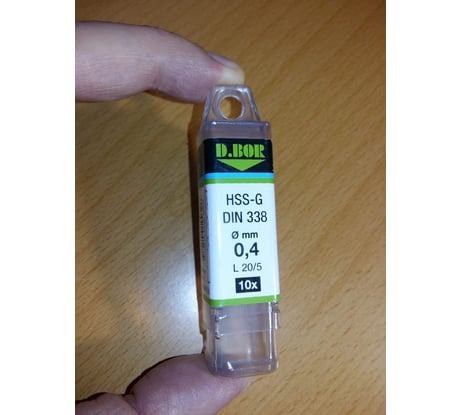 D.BOR
HSS-G
DIN 338
Ø mm
0,4
L 20/5
10x